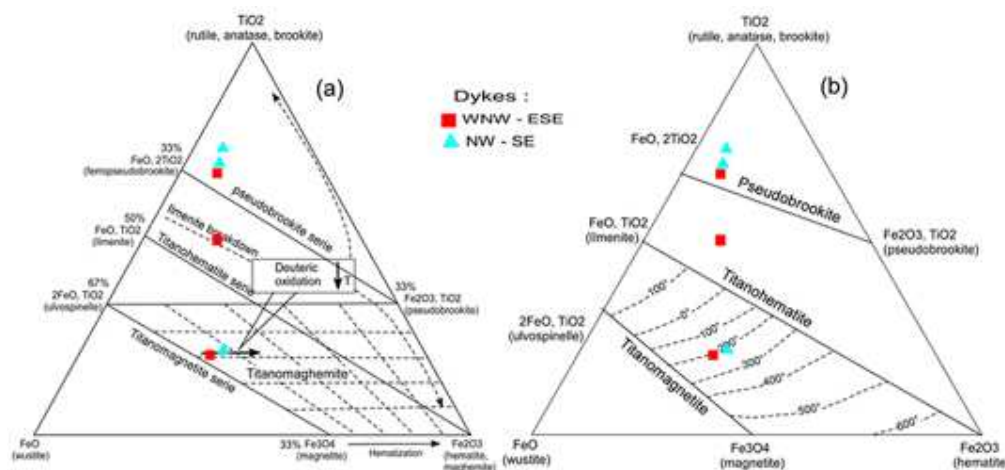 TiO2
(rutile, anatase, brookite)
(a)
Dykes :
WNW - ESE
NW - SE
33%
FeO, 2TiO2
(ferropseudobrookite)
pseudobrookite serie
50%
FeO, TiO2
(ilmenite)
Ilmenite breakdown
Titanohematite serie
Deuteric
oxidation
T
67%
2FeO, TiO2
(ulvospinelle)
33%
Fe2O3, TiO2
(pseudobrookite)
Titanomaghemite
Titanomagnetite serie
FeO
(wustite)
33% Fe3O4
(magnetite)
Hematization
Fe2O3
(hematite,
maghemite)
TiO2
(rutile, anatase, brookite)
(b)
FeO, 2TiO2
Pseudobrookite
FeO, TiO2
(Ilmenite)
Fe2O3, TiO2
(pseudobrookite)
Titanohematite
2FeO, TiO2
(ulvospinelle)
Titanomagnetite
100°
0°
100°
300°
400°
500°
600°
FeO
(wustite)
Fe3O4
(magnetite)
Fe2O3
(hematite)